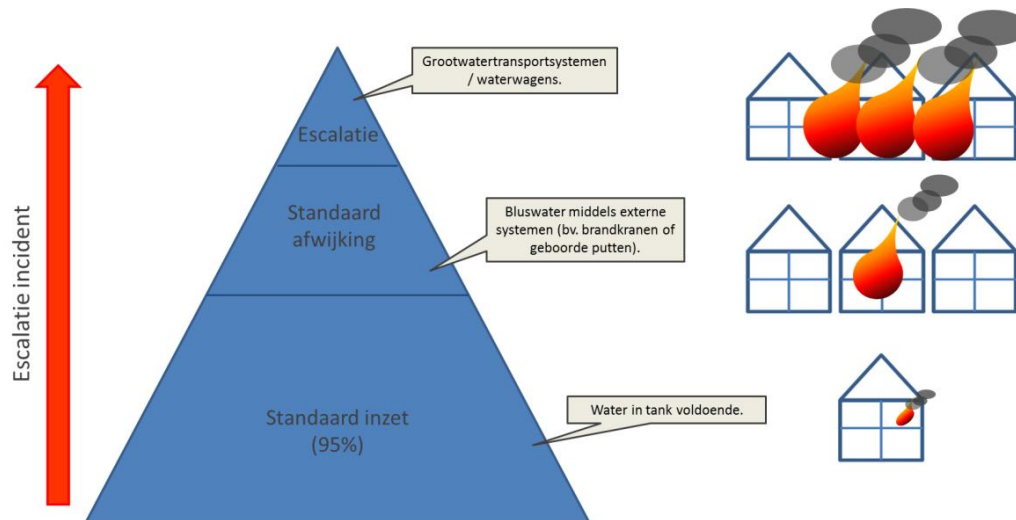 Grootwatertransportsystemen
/ waterwagens.
Escalatie
Standaard
afwijking
Bluswater middels externe
systemen (bv. brandkranen of
geboorde putten).
Escalatie incident
Standaard inzet
(95%)
Water in tank voldoende.